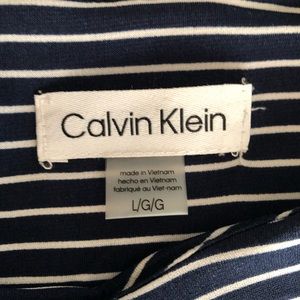 Calvin Klein
made in Vietnam
hecho en Vietnam
fabriqué au Viet-nam
L/G/G